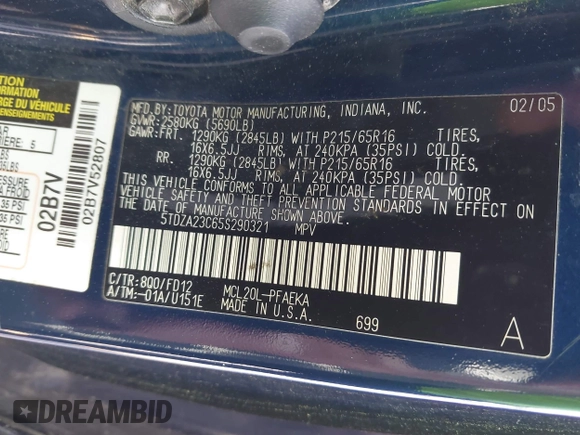 MFD.BY: TOYOTA MOTOR MANUFACTURING, INDIANA, INC. 02/05
GVWR: 2580KG (5690LB)
GAWR: FRT. 1290KG (2845LB) WITH P215/65R16 TIRES,
16X6.5JJ RIMS, AT 240KPA (35PSI) COLD.
RR. 1290KG (2845LB) WITH P215/65R16 TIRES,
16X6.5JJ RIMS, AT 240KPA (35PSI) COLD.
THIS VEHICLE CONFORMS TO ALL APPLICABLE FEDERAL MOTOR
VEHICLE SAFETY AND THEFT PREVENTION STANDARDS IN EFFECT ON
THE DATE OF MANUFACTURE SHOWN ABOVE.
5TDZA23C65S290321 MPV
C/TR: 8Q0/FD12 MCL20L-PFAEKA
A/TM: -01A/U151E MADE IN U.S.A.
699
A
DU VÉHICULE
RENSEIGNEMENTS
02B7V
02B7V52807
DREAMBID